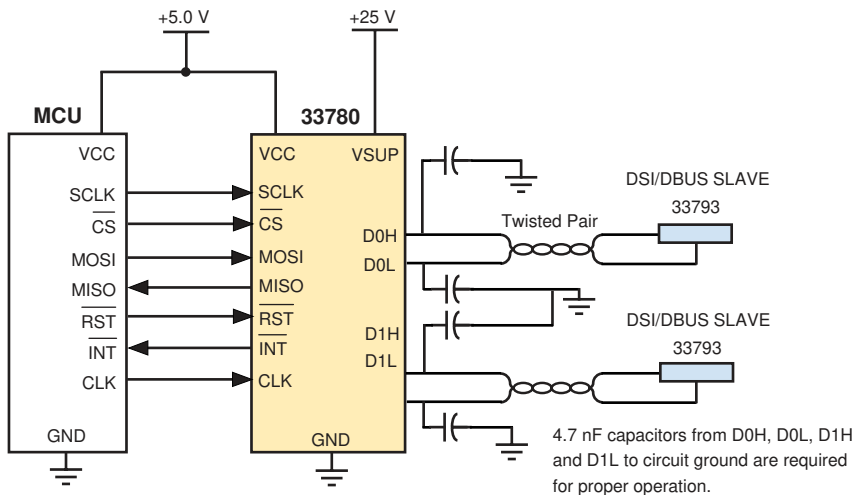 +5.0 V
+25 V
MCU
33780
VCC
VCC
VSUP
SCLK
SCLK
CS
CS
MOSI
MOSI
MISO
MISO
RST
RST
INT
INT
CLK
CLK
GND
GND
D0H
D0L
D1H
D1L
Twisted Pair
DSI/DBUS SLAVE
33793
DSI/DBUS SLAVE
33793
4.7 nF capacitors from D0H, D0L, D1H
and D1L to circuit ground are required
for proper operation.